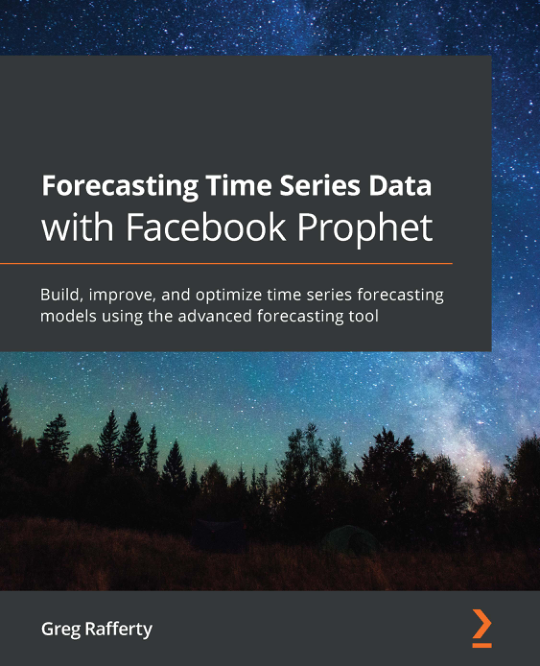 Forecasting Time Series Data
with Facebook Prophet
Build, improve, and optimize time series forecasting
models using the advanced forecasting tool
Greg Rafferty